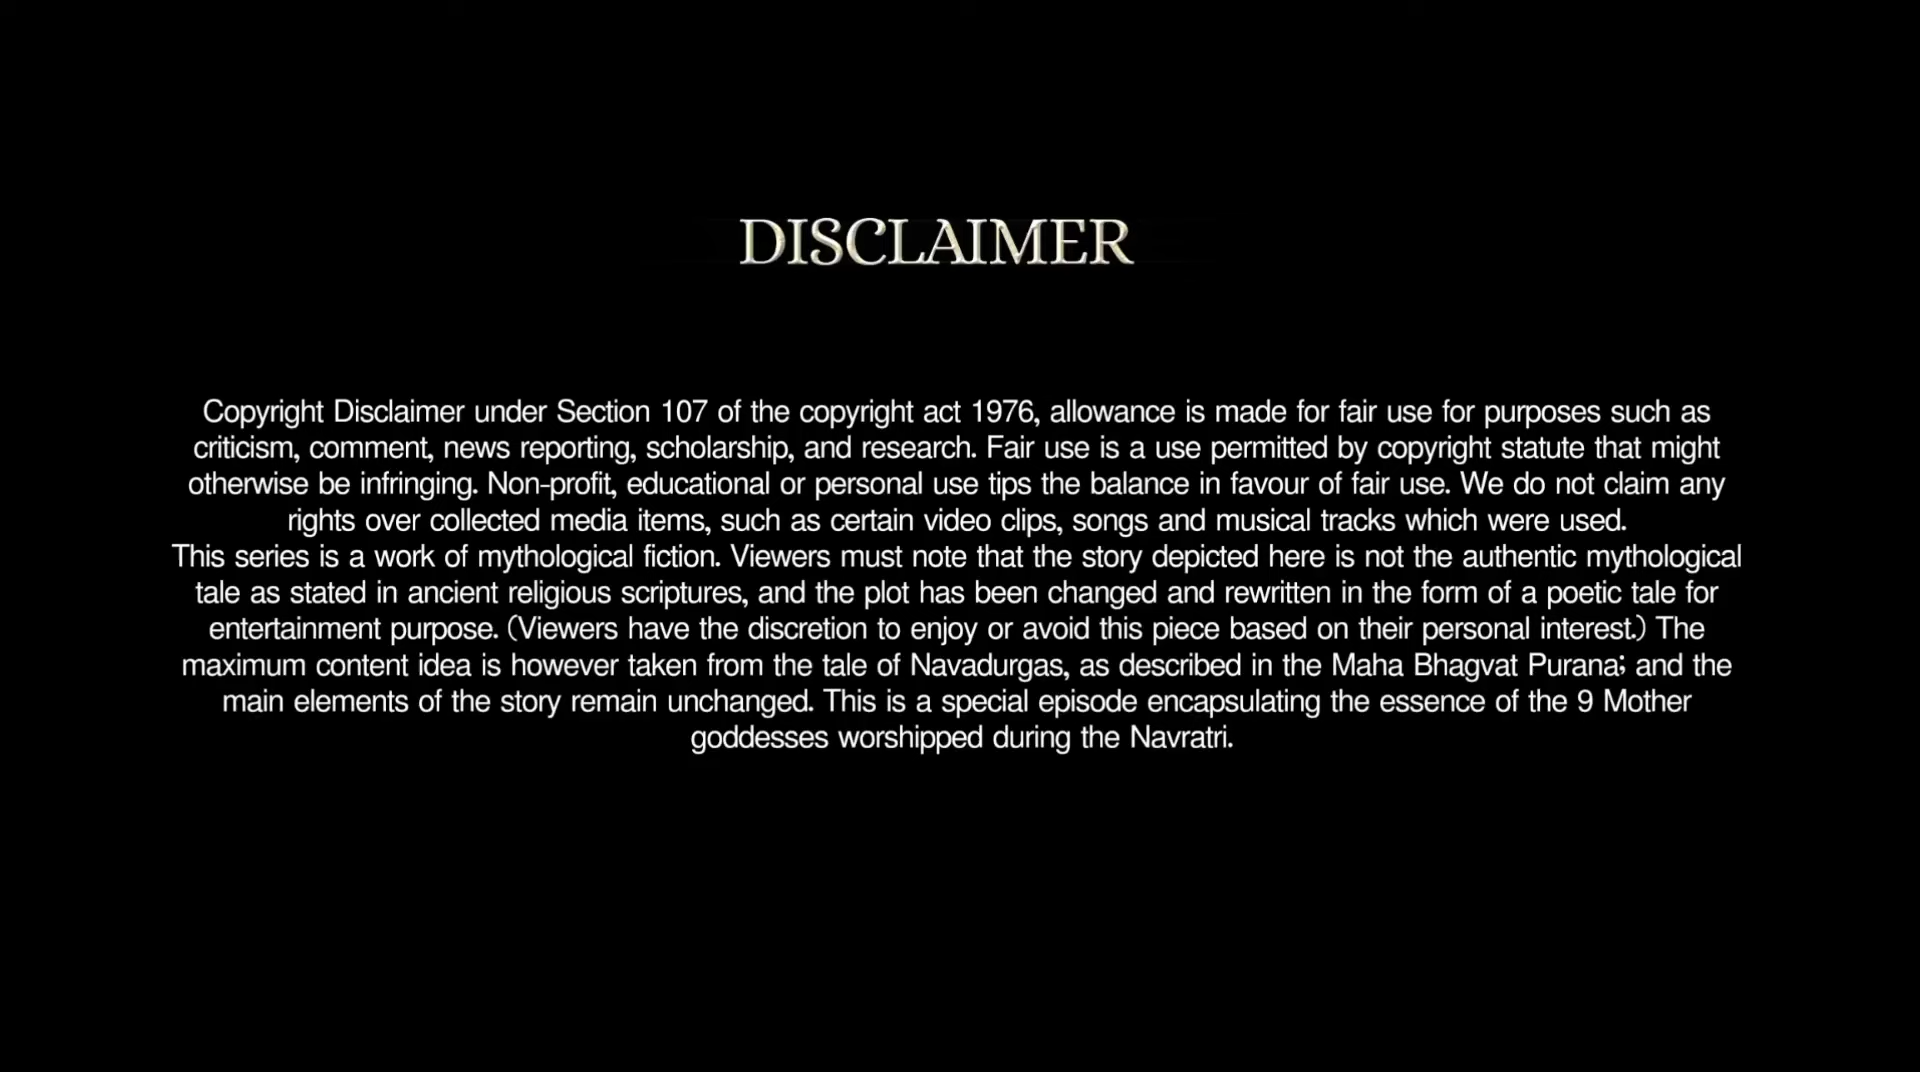 DISCLAIMER
Copyright Disclaimer under Section 107 of the copyright act 1976, allowance is made for fair use for purposes such as
criticism, comment, news reporting, scholarship, and research. Fair use is a use permitted by copyright statute that might
otherwise be infringing. Non-profit, educational or personal use tips the balance in favour of fair use. We do not claim any
rights over collected media items, such as certain video clips, songs and musical tracks which were used.
This series is a work of mythological fiction. Viewers must note that the story depicted here is not the authentic mythological
tale as stated in ancient religious scriptures, and the plot has been changed and rewritten in the form of a poetic tale for
entertainment purpose. (Viewers have the discretion to enjoy or avoid this piece based on their personal interest.) The
maximum content idea is however taken from the tale of Navadurgas, as described in the Maha Bhagvat Purana; and the
main elements of the story remain unchanged. This is a special episode encapsulating the essence of the 9 Mother
goddesses worshipped during the Navratri.